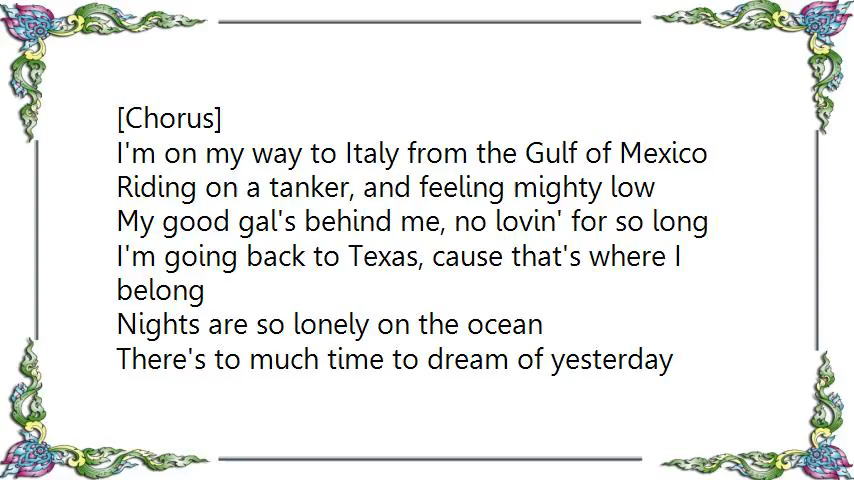 [Chorus]
I'm on my way to Italy from the Gulf of Mexico
Riding on a tanker, and feeling mighty low
My good gal's behind me, no lovin' for so long
I'm going back to Texas, cause that's where I
belong
Nights are so lonely on the ocean
There's to much time to dream of yesterday